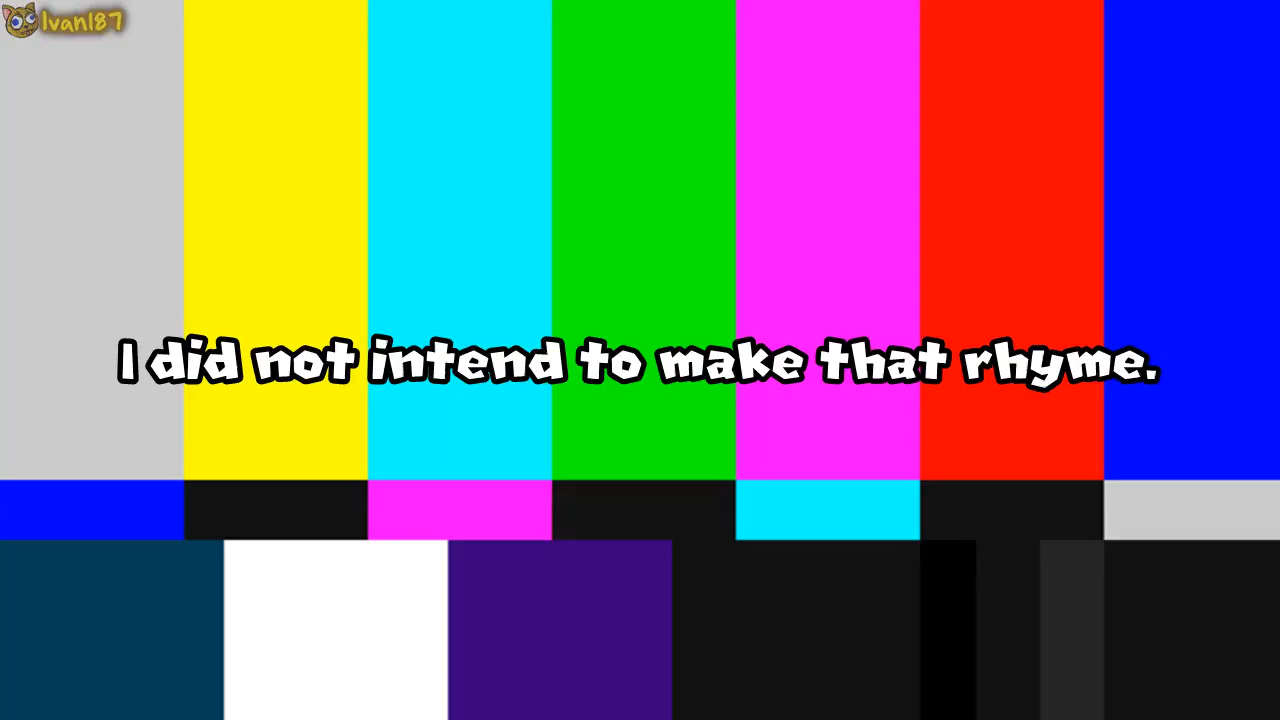 Ivan187
I did not intend to make that rhyme.